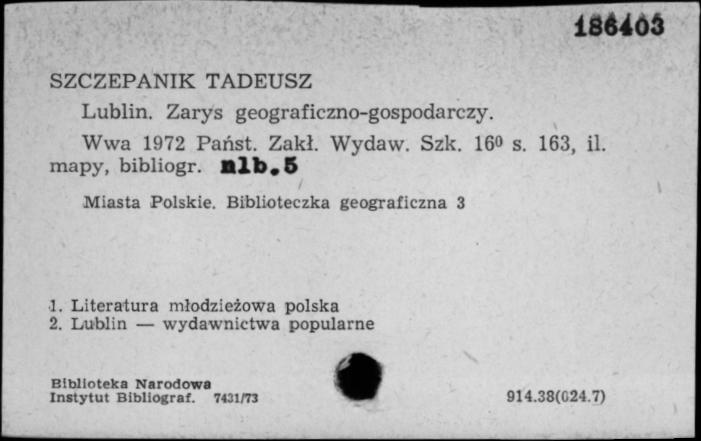 186403
SZCZEPANIK TADEUSZ
Lublin. Zarys geograficzno-gospodarczy.
Wwa 1972 Państ. Zakł. Wydaw. Szk. 16⁰ s. 163, il.
mapy, bibliogr. nlb.5
Miasta Polskie. Biblioteczka geograficzna 3
1. Literatura młodzieżowa polska
2. Lublin — wydawnictwa popularne
Biblioteka Narodowa
Instytut Bibliograf. 7431/73
914.38(024.7)